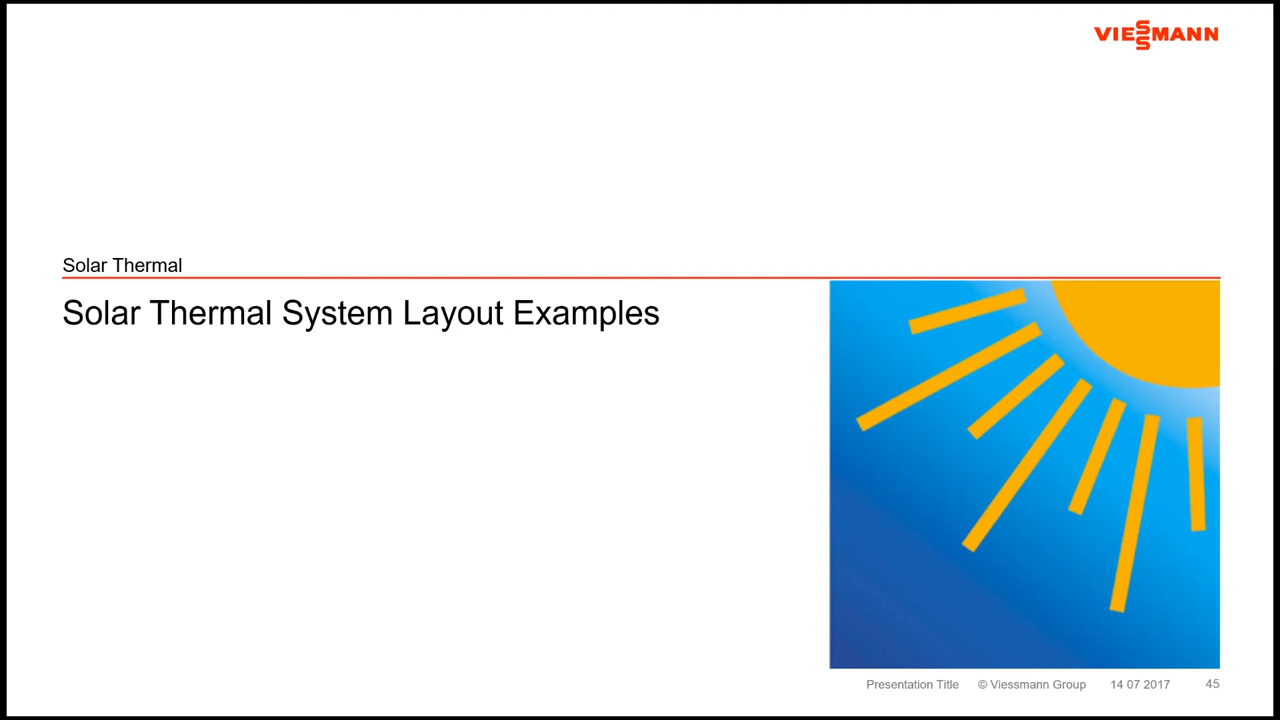 VIESSMANN
Solar Thermal
Solar Thermal System Layout Examples
Presentation Title © Viessmann Group 14 07 2017 45